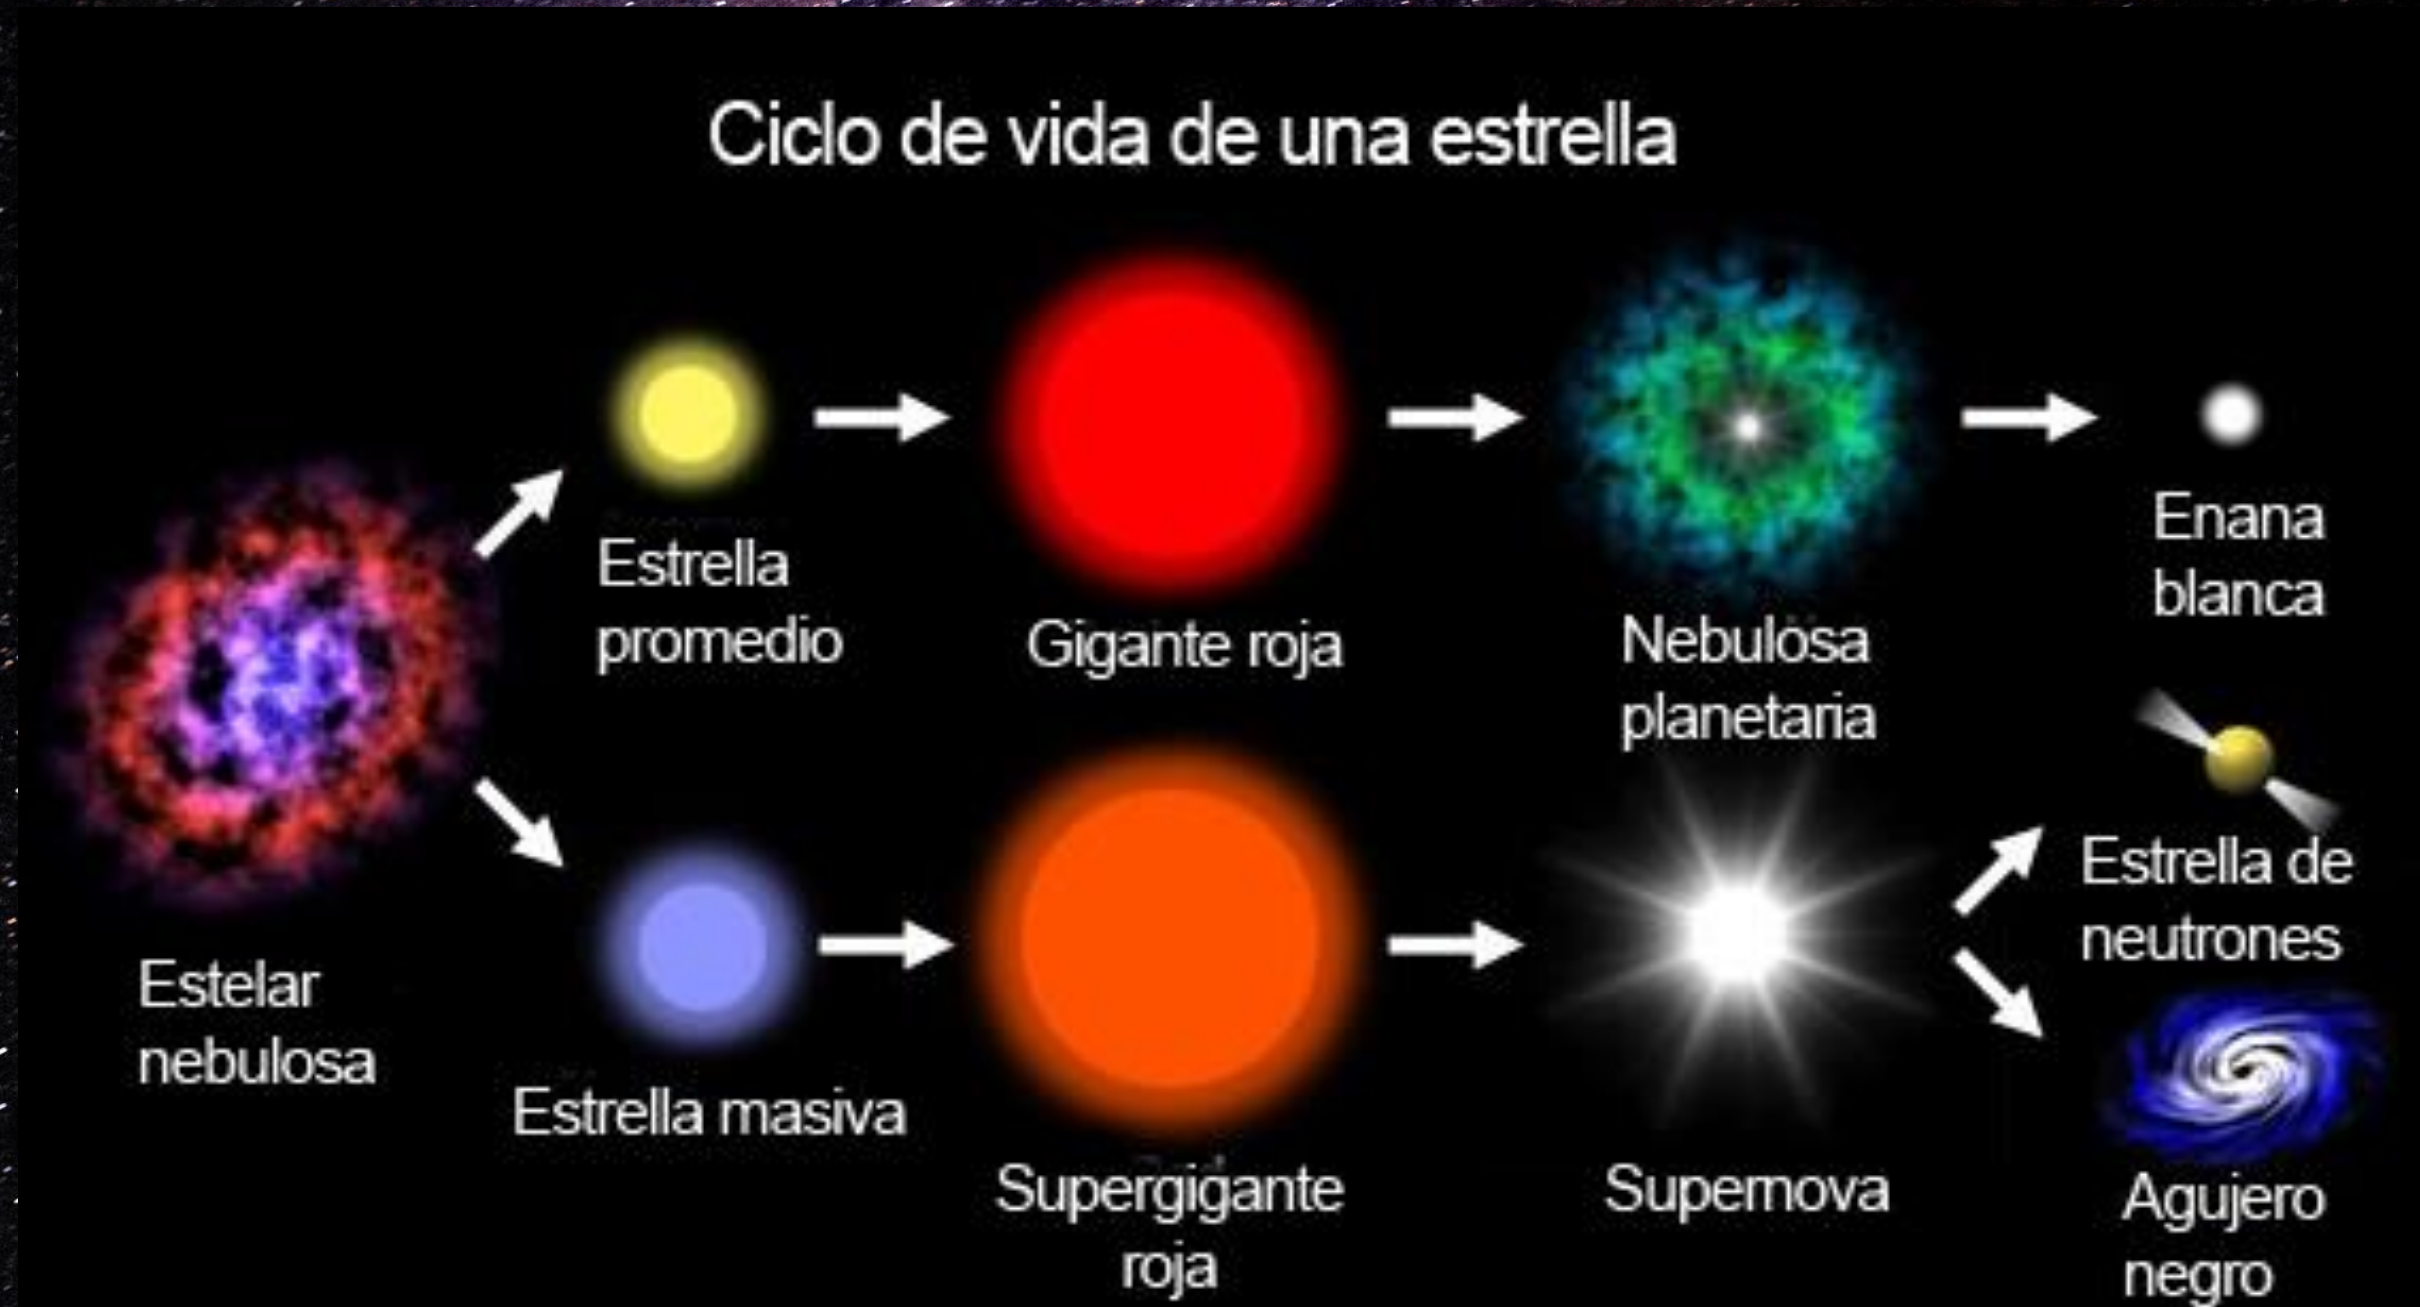 Ciclo de vida de una estrella
Estrella
promedio
Gigante roja
Nebulosa
planetaria
Enana
blanca
Estelar
nebulosa
Estrella masiva
Supergigante
roja
Supernova
Estrella de
neutrones
Agujero
negro